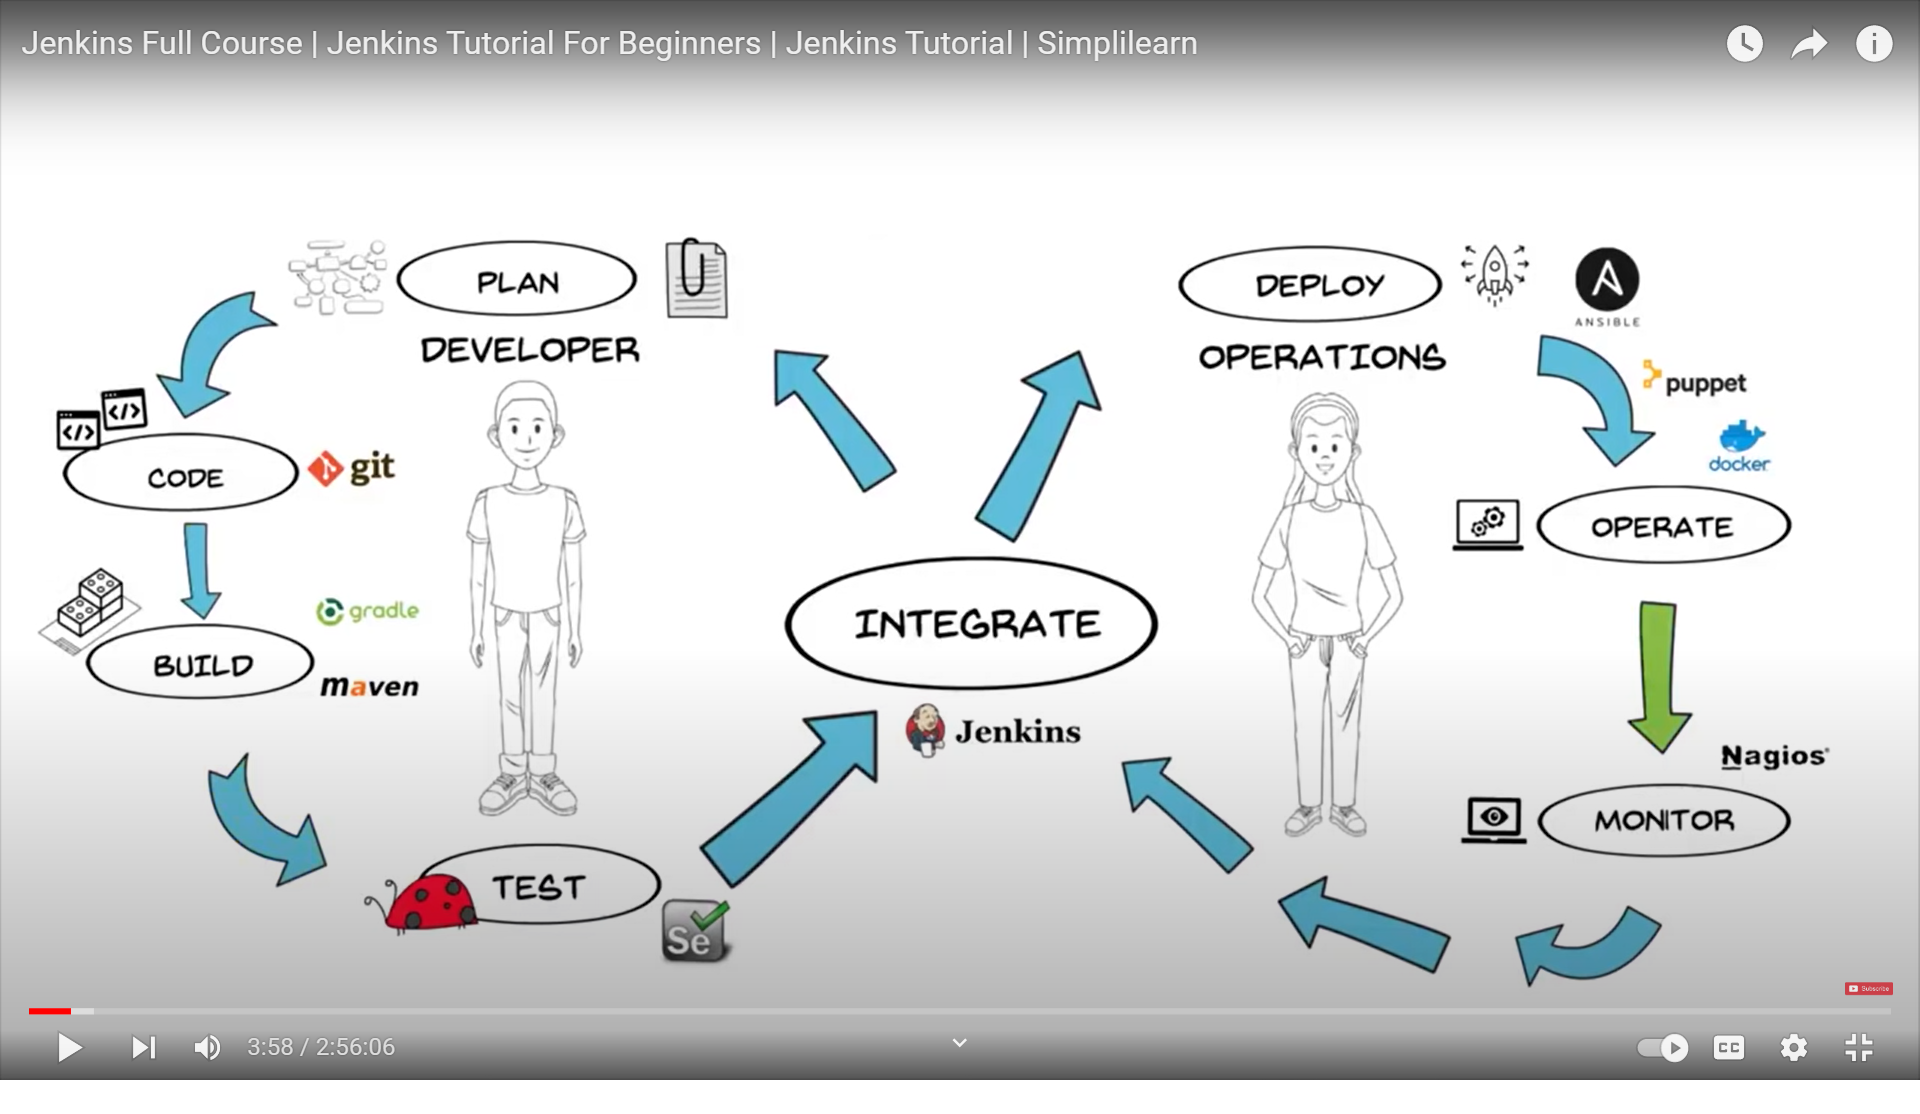 Jenkins Full Course | Jenkins Tutorial For Beginners | Jenkins Tutorial | Simplilearn
PLAN
DEVELOPER
DEPLOY
OPERATIONS
ANSIBLE
puppet
docker
</>
</>
CODE
git
OPERATE
BUILD
gradle
maven
INTEGRATE
Jenkins
Nagios
MONITOR
TEST
Se
Subscribe
3:58 / 2:56:06
CC